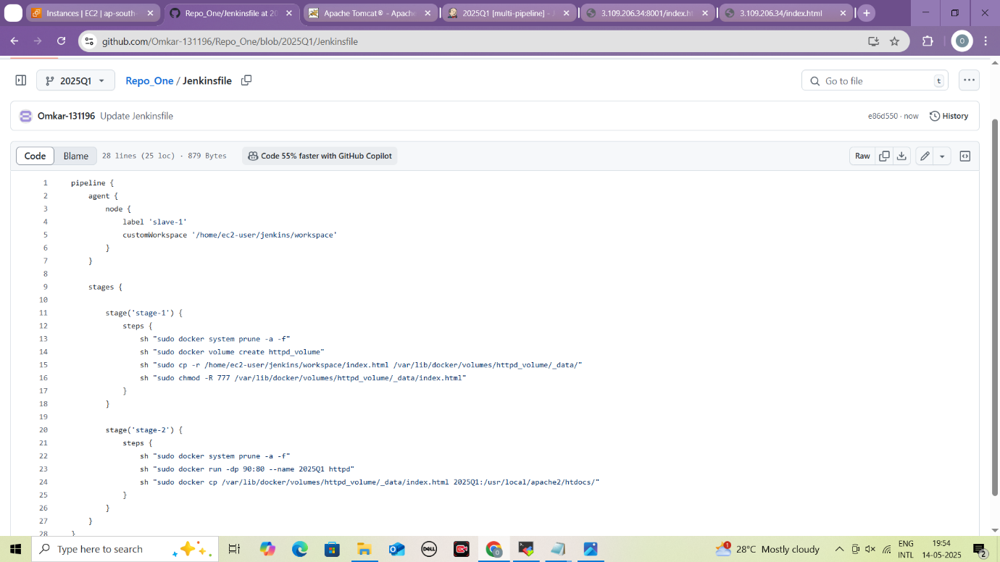 Instances | EC2 | ap-south-
Repo_One/Jenkinsfile at 20
Apache Tomcat® - Apache
2025Q1 [multi-pipeline] -
3.109.206.34:8001/index.ht
3.109.206.34/index.html
github.com/Omkar-131196/Repo_One/blob/2025Q1/Jenkinsfile
O
2025Q1
Repo_One / Jenkinsfile
Go to file
t
Omkar-131196 Update Jenkinsfile
e86d550 · now
History
Code
Blame
28 lines (25 loc) · 879 Bytes
Code 55% faster with GitHub Copilot
Raw
1 pipeline {
2 agent {
3 node {
4 label 'slave-1'
5 customWorkspace '/home/ec2-user/jenkins/workspace'
6 }
7 }
8
9 stages {
10
11 stage('stage-1') {
12 steps {
13 sh "sudo docker system prune -a -f"
14 sh "sudo docker volume create httpd_volume"
15 sh "sudo cp -r /home/ec2-user/jenkins/workspace/index.html /var/lib/docker/volumes/httpd_volume/_data/"
16 sh "sudo chmod -R 777 /var/lib/docker/volumes/httpd_volume/_data/index.html"
17 }
18 }
19
20 stage('stage-2') {
21 steps {
22 sh "sudo docker system prune -a -f"
23 sh "sudo docker run -dp 90:80 --name 2025Q1 httpd"
24 sh "sudo docker cp /var/lib/docker/volumes/httpd_volume/_data/index.html 2025Q1:/usr/local/apache2/htdocs/"
25 }
26 }
27 }
28 }
Type here to search
DELL
1
28°C Mostly cloudy
ENG
INTL
19:54
14-05-2025
2